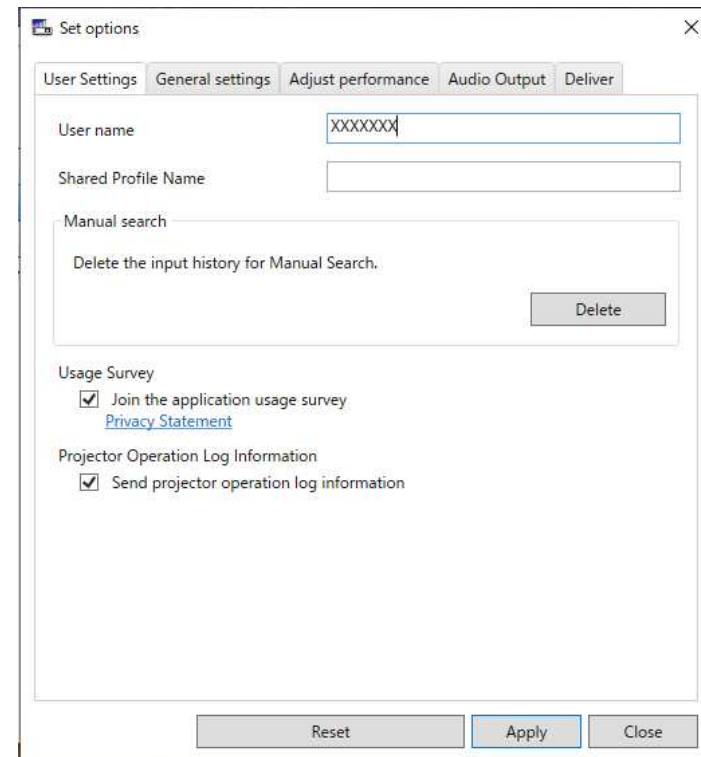 Set options
User Settings General settings Adjust performance Audio Output Deliver
User name XXXXXXX
Shared Profile Name
Manual search
Delete the input history for Manual Search.
Delete
Usage Survey
Join the application usage survey
Privacy Statement
Projector Operation Log Information
Send projector operation log information
Reset Apply Close